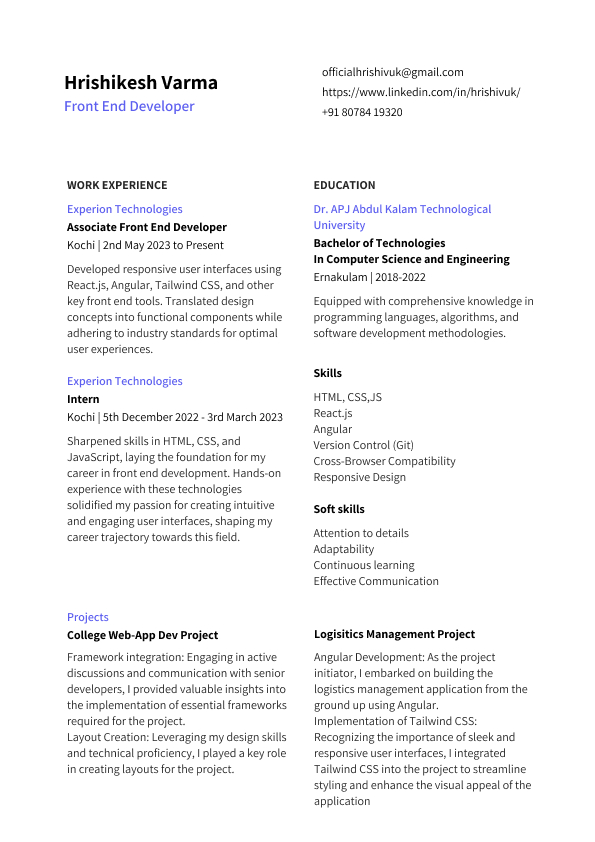 Hrishikesh Varma
Front End Developer
officialhrishivuk@gmail.com
https://www.linkedin.com/in/hrishivuk/
+91 80784 19320
WORK EXPERIENCE
Experion Technologies
Associate Front End Developer
Kochi | 2nd May 2023 to Present
Developed responsive user interfaces using
React.js, Angular, Tailwind CSS, and other
key front end tools. Translated design
concepts into functional components while
adhering to industry standards for optimal
user experiences.
Experion Technologies
Intern
Kochi | 5th December 2022 - 3rd March 2023
Sharpened skills in HTML, CSS, and
JavaScript, laying the foundation for my
career in front end development. Hands-on
experience with these technologies
solidified my passion for creating intuitive
and engaging user interfaces, shaping my
career trajectory towards this field.
EDUCATION
Dr. APJ Abdul Kalam Technological
University
Bachelor of Technologies
In Computer Science and Engineering
Ernakulam | 2018-2022
Equipped with comprehensive knowledge in
programming languages, algorithms, and
software development methodologies.
Skills
HTML, CSS,JS
React.js
Angular
Version Control (Git)
Cross-Browser Compatibility
Responsive Design
Soft skills
Attention to details
Adaptability
Continuous learning
Effective Communication
Projects
College Web-App Dev Project
Framework integration: Engaging in active
discussions and communication with senior
developers, I provided valuable insights into
the implementation of essential frameworks
required for the project.
Layout Creation: Leveraging my design skills
and technical proficiency, I played a key role
in creating layouts for the project.
Logisitics Management Project
Angular Development: As the project
initiator, I embarked on building the
logistics management application from the
ground up using Angular.
Implementation of Tailwind CSS:
Recognizing the importance of sleek and
responsive user interfaces, I integrated
Tailwind CSS into the project to streamline
styling and enhance the visual appeal of the
application